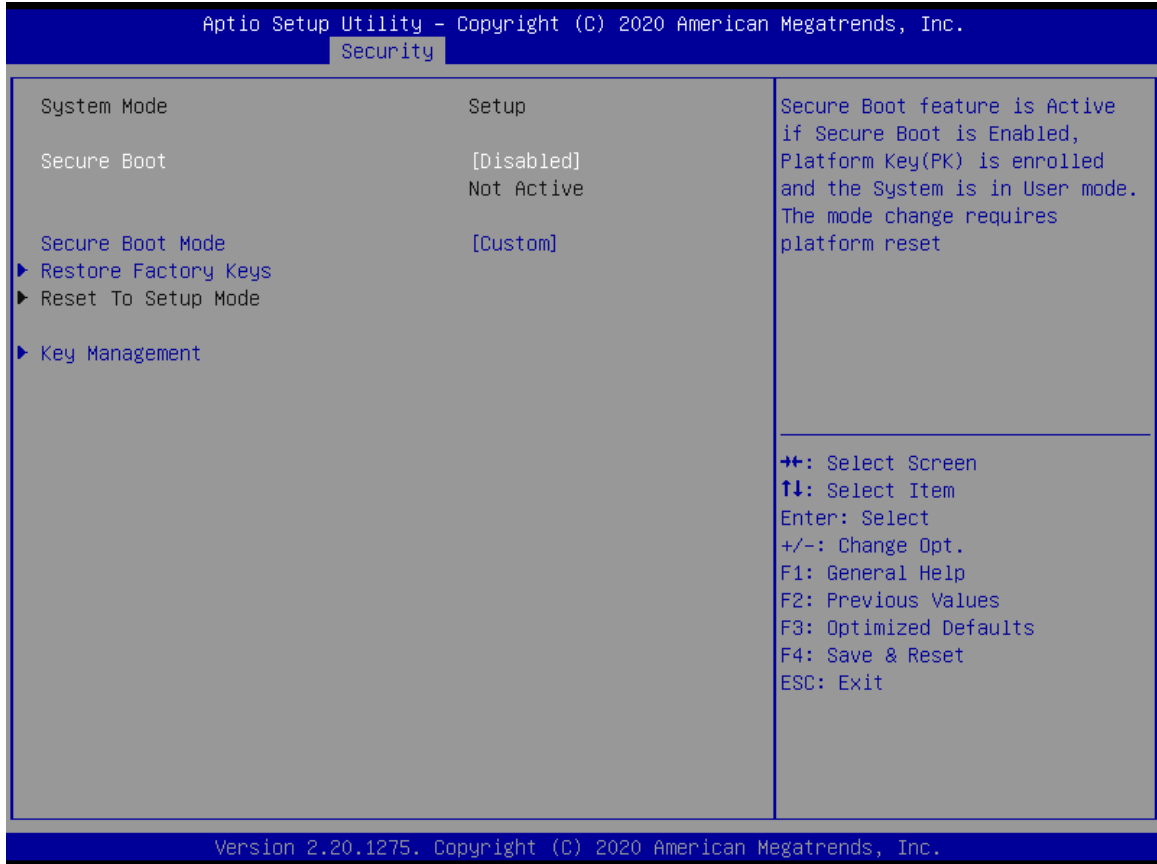 Aptio Setup Utility – Copyright (C) 2020 American Megatrends, Inc.
Security
System Mode Setup
Secure Boot [Disabled]
Not Active
Secure Boot Mode [Custom]
Restore Factory Keys
Reset To Setup Mode
Key Management
Secure Boot feature is Active
if Secure Boot is Enabled,
Platform Key(PK) is enrolled
and the System is in User mode.
The mode change requires
platform reset
→←: Select Screen
↑↓: Select Item
Enter: Select
+/-: Change Opt.
F1: General Help
F2: Previous Values
F3: Optimized Defaults
F4: Save & Reset
ESC: Exit
Version 2.20.1275. Copyright (C) 2020 American Megatrends, Inc.